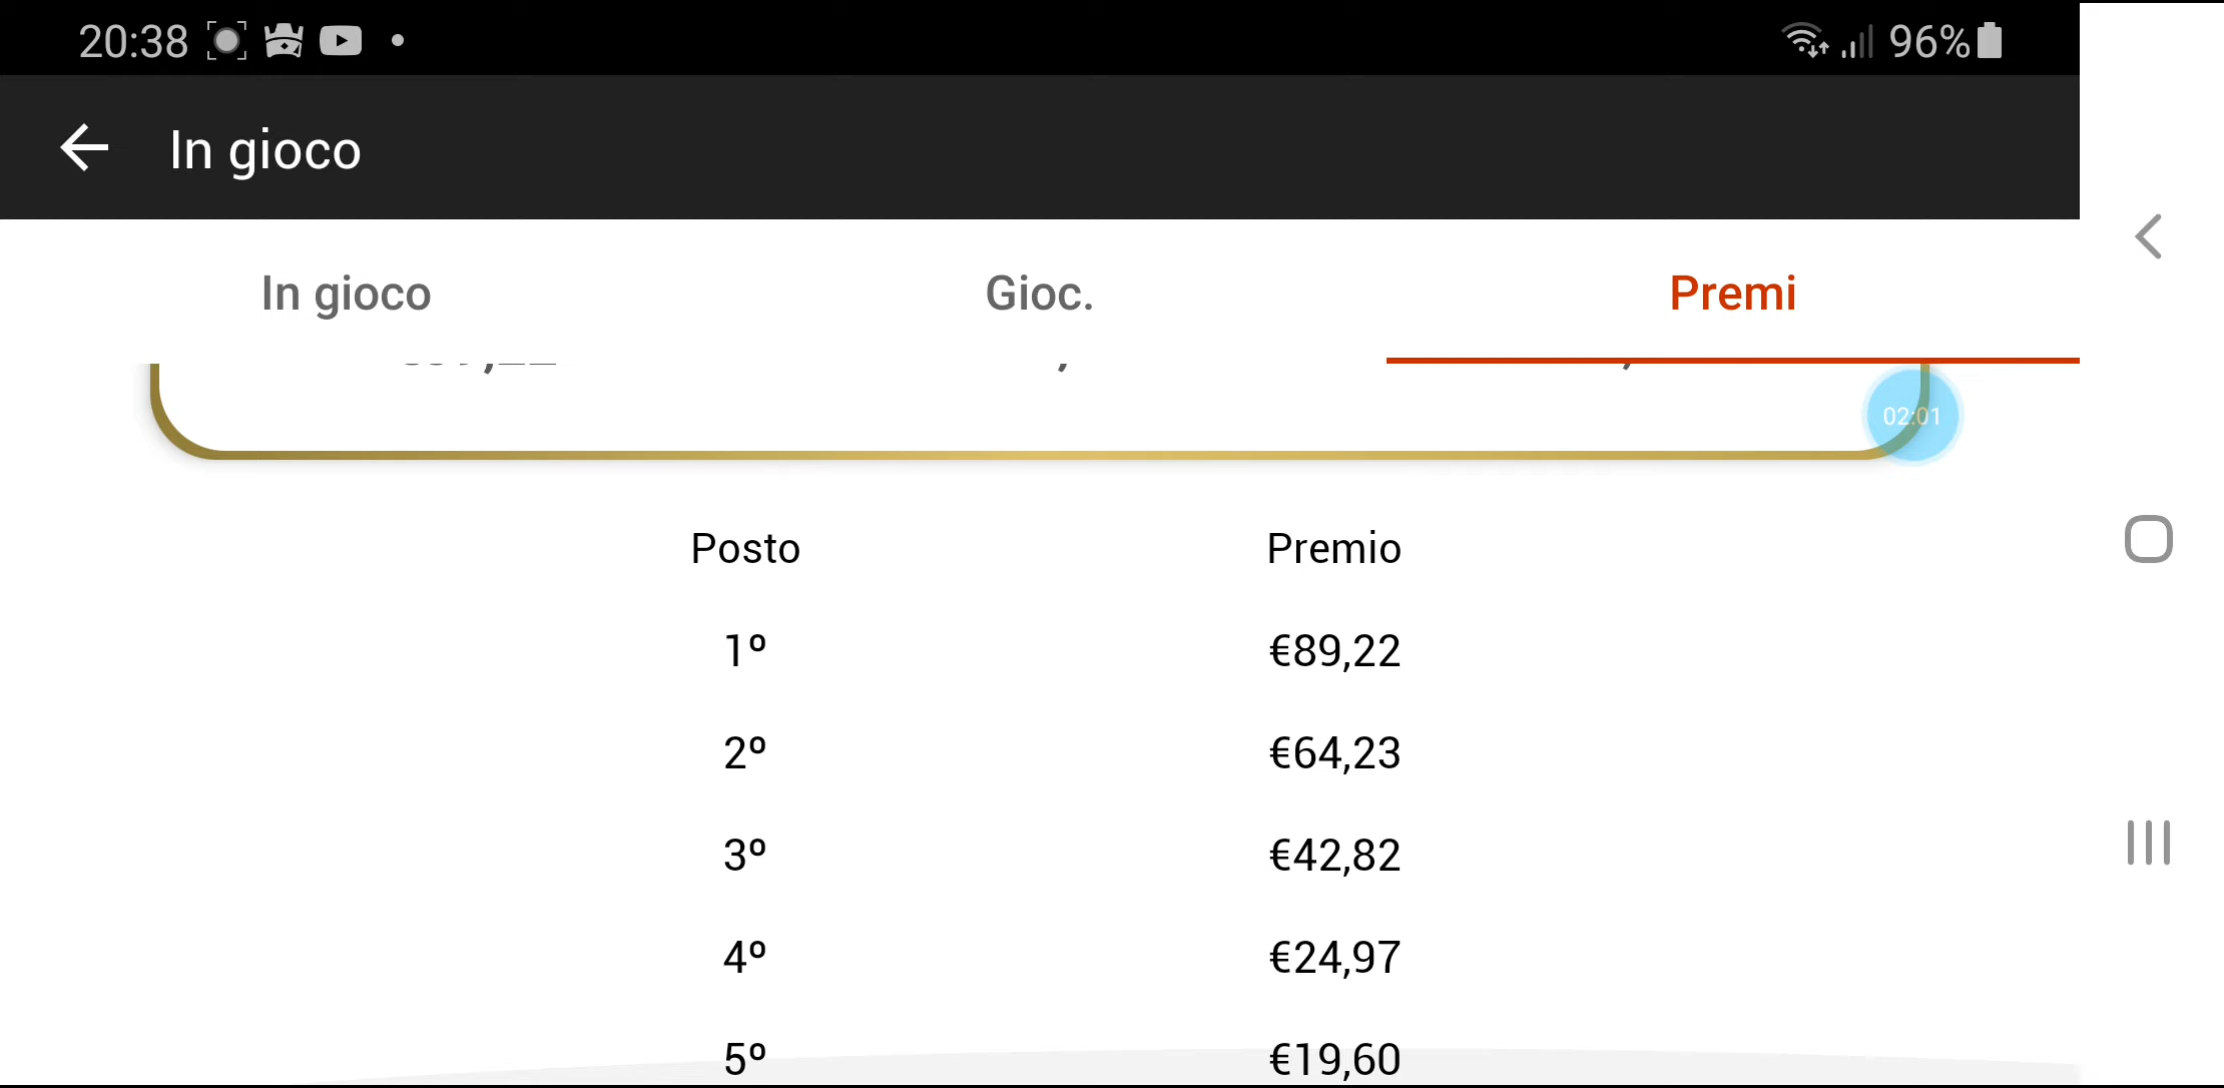 20:38 96%
In gioco
In gioco Gioc. Premi
02:01
Posto Premio
1º €89,22
2º €64,23
3º €42,82
4º €24,97
5º €19,60